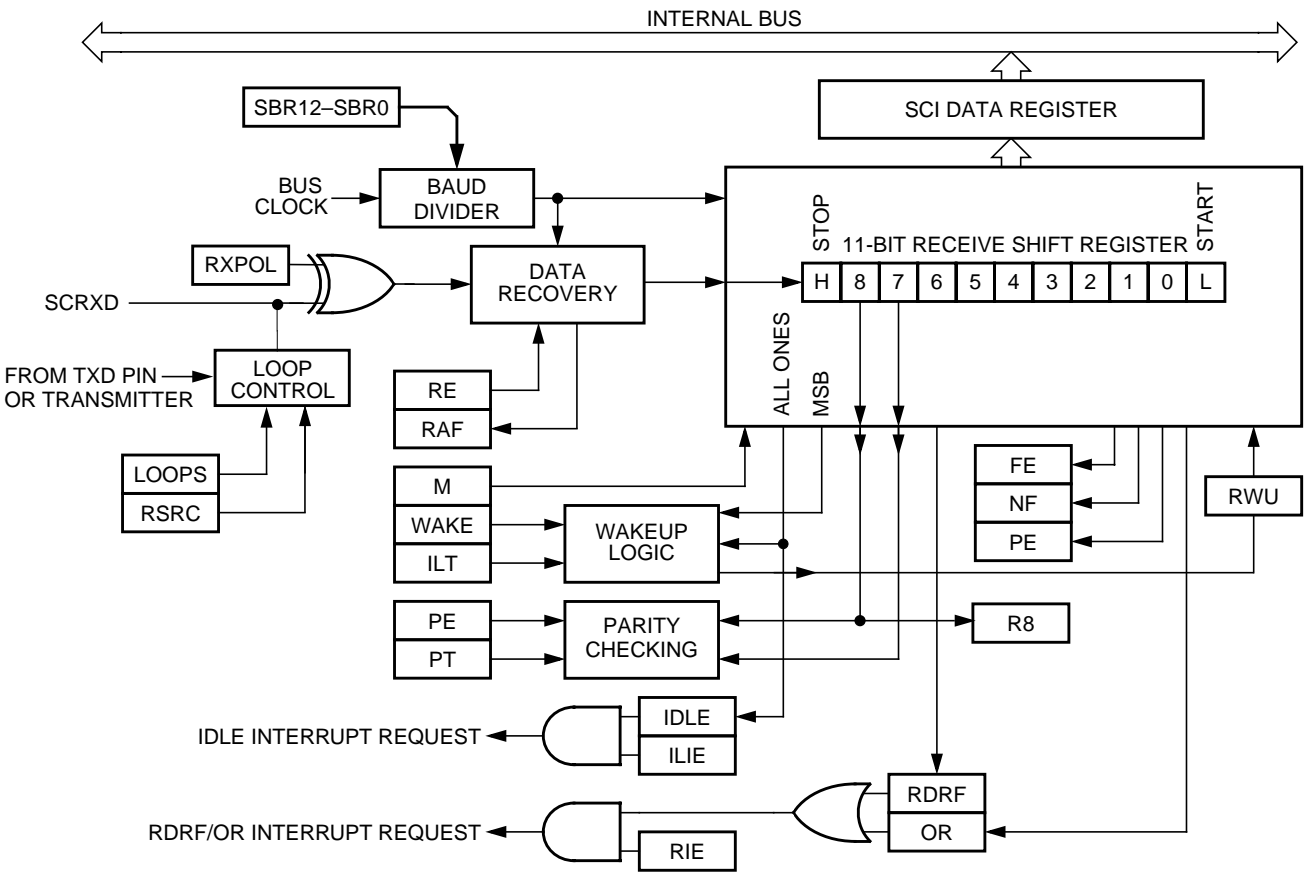 INTERNAL BUS
SBR12–SBR0
SCI DATA REGISTER
BUS
CLOCK
BAUD
DIVIDER
STOP
START
11-BIT RECEIVE SHIFT REGISTER
RXPOL
DATA
RECOVERY
H 8 7 6 5 4 3 2 1 0 L
SCRXD
ALL ONES
MSB
FROM TXD PIN
OR TRANSMITTER
LOOP
CONTROL
RE
RAF
LOOPS
RSRC
M
WAKE
ILT
WAKEUP
LOGIC
FE
NF
PE
RWU
PE
PT
PARITY
CHECKING
R8
IDLE INTERRUPT REQUEST
IDLE
ILIE
RDRF/OR INTERRUPT REQUEST
RIE
RDRF
OR